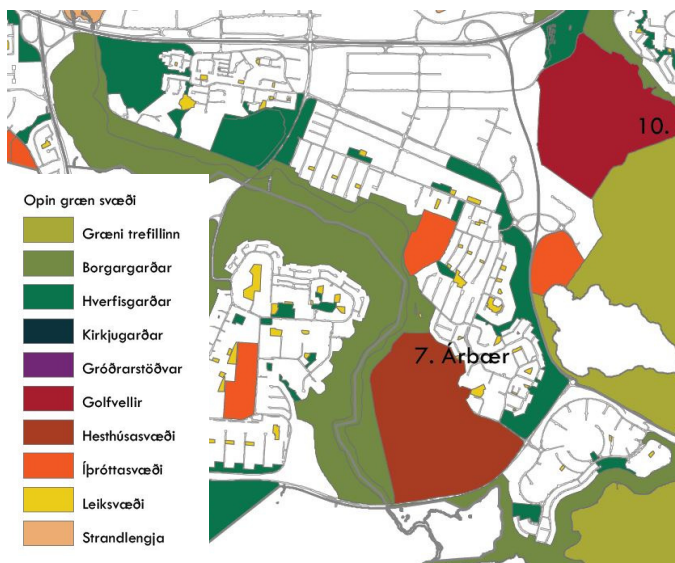 10.
7. Árbær
Opin græn svæði
Græni trefillinn
Borgargarðar
Hverfisgarðar
Kirkjugarðar
Gróðrarstöðvar
Golfvellir
Hesthúsasvæði
Íþróttasvæði
Leiksvæði
Strandlengja